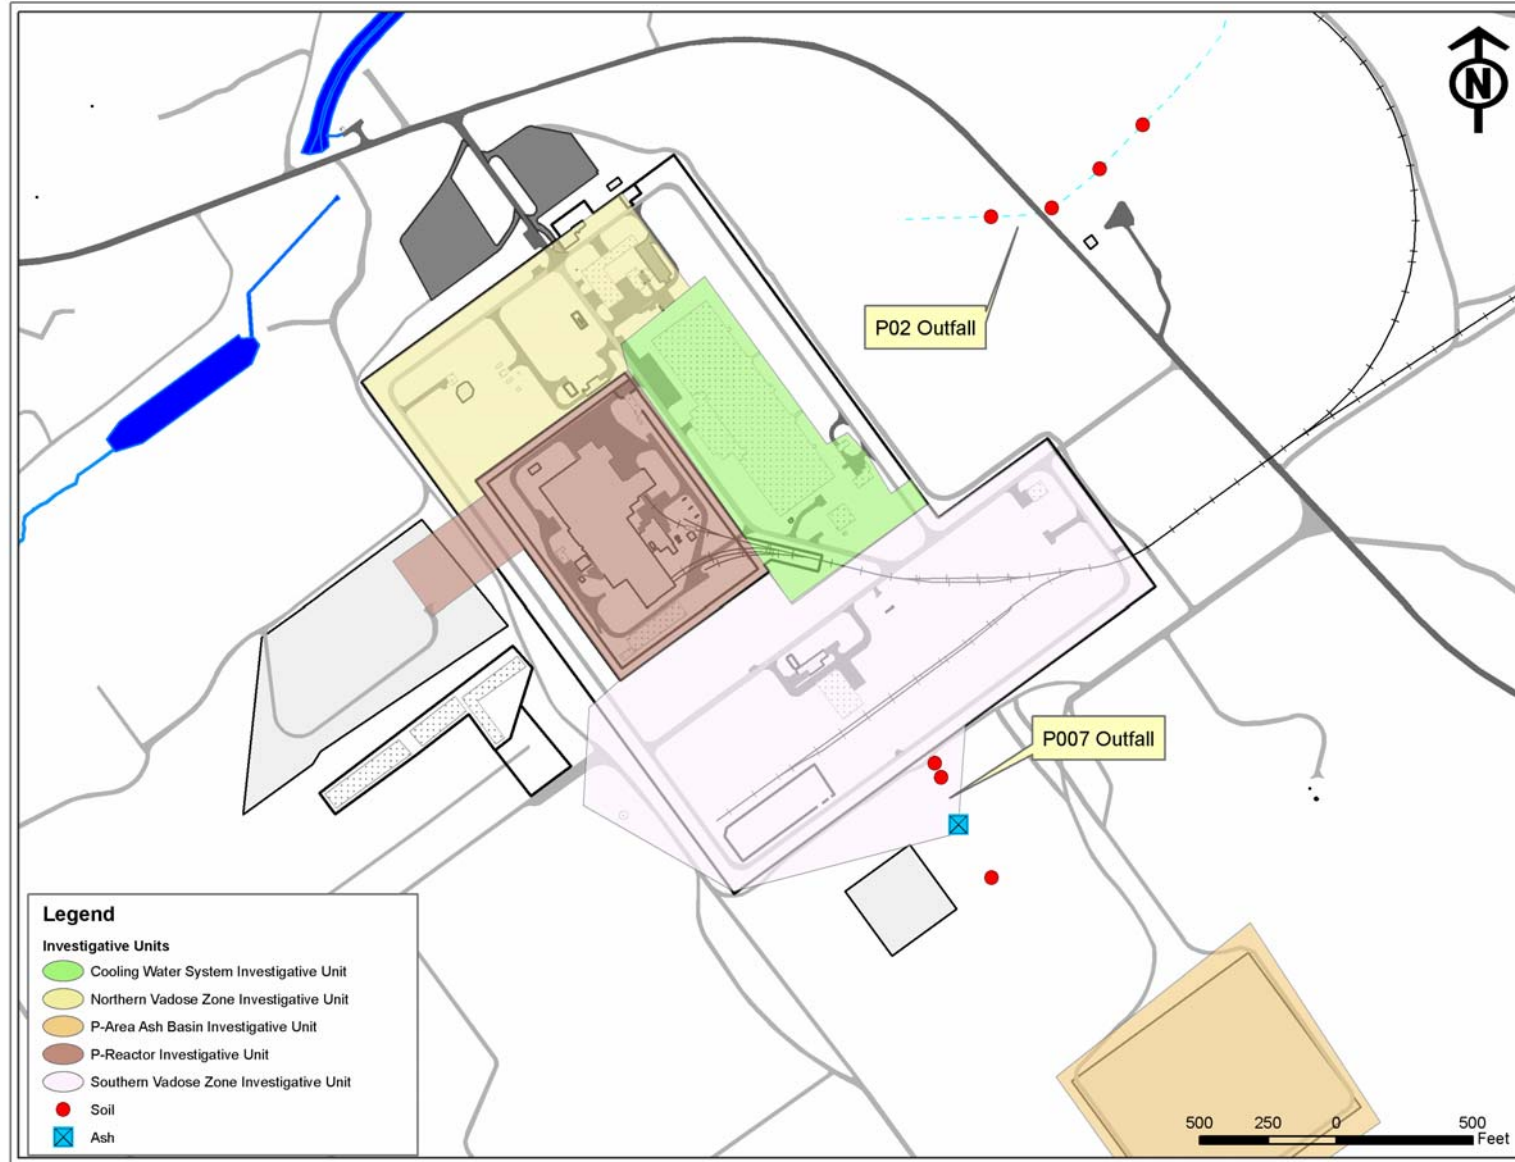 N
P02 Outfall
P007 Outfall
Legend
Investigative Units
Cooling Water System Investigative Unit
Northern Vadose Zone Investigative Unit
P-Area Ash Basin Investigative Unit
P-Reactor Investigative Unit
Southern Vadose Zone Investigative Unit
Soil
Ash
500 250 0 500
Feet